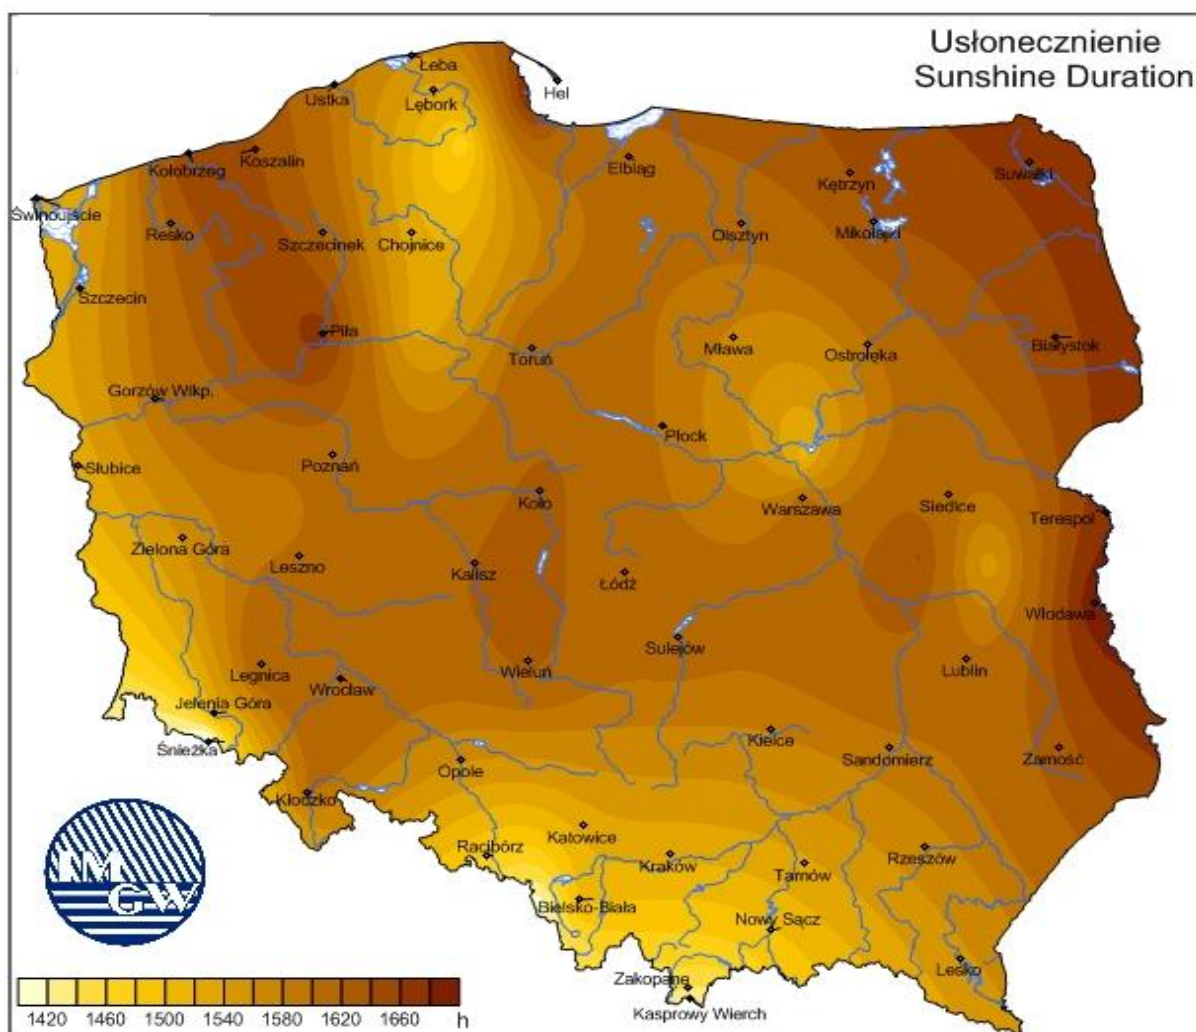 Usłonecznienie
Sunshine Duration
Łeba
Hel
Ustka
Lębork
Koszalin
Kołobrzeg
Elbląg
Kętrzyn
Suwałki
Świnoujście
Resko
Szczecinek
Chojnice
Olsztyn
Mikołajki
Szczecin
Piła
Toruń
Mława
Ostrołęka
Białystok
Gorzów Wlkp.
Płock
Słubice
Poznań
Koło
Warszawa
Siedlce
Terespol
Zielona Góra
Leszno
Kalisz
Łódź
Włodawa
Sulejów
Legnica
Wrocław
Wieluń
Lublin
Jelenia Góra
Śnieżka
Kielce
Sandomierz
Zamość
Opole
Kłodzko
Katowice
Racibórz
Kraków
Tarnów
Rzeszów
Bielsko-Biała
Nowy Sącz
Lesko
Zakopane
Kasprowy Wierch
IM
GW
1420 1460 1500 1540 1580 1620 1660 h